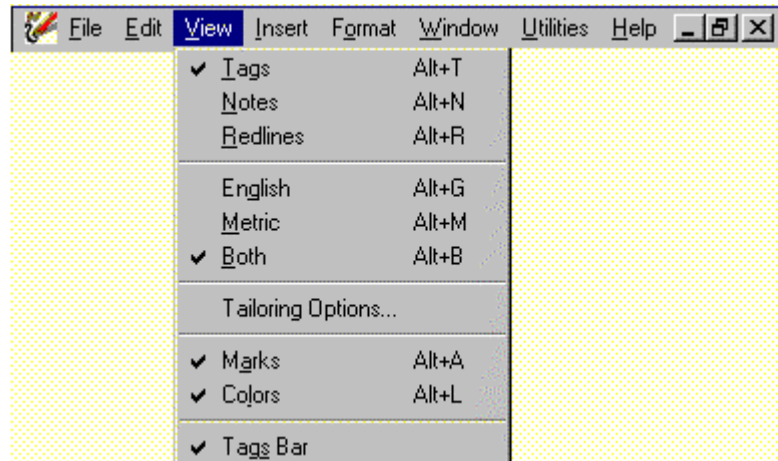 File Edit View Insert Format Window Utilities Help
Tags Alt+T
Notes Alt+N
Redlines Alt+R
English Alt+G
Metric Alt+M
Both Alt+B
Tailoring Options...
Marks Alt+A
Colors Alt+L
Tags Bar